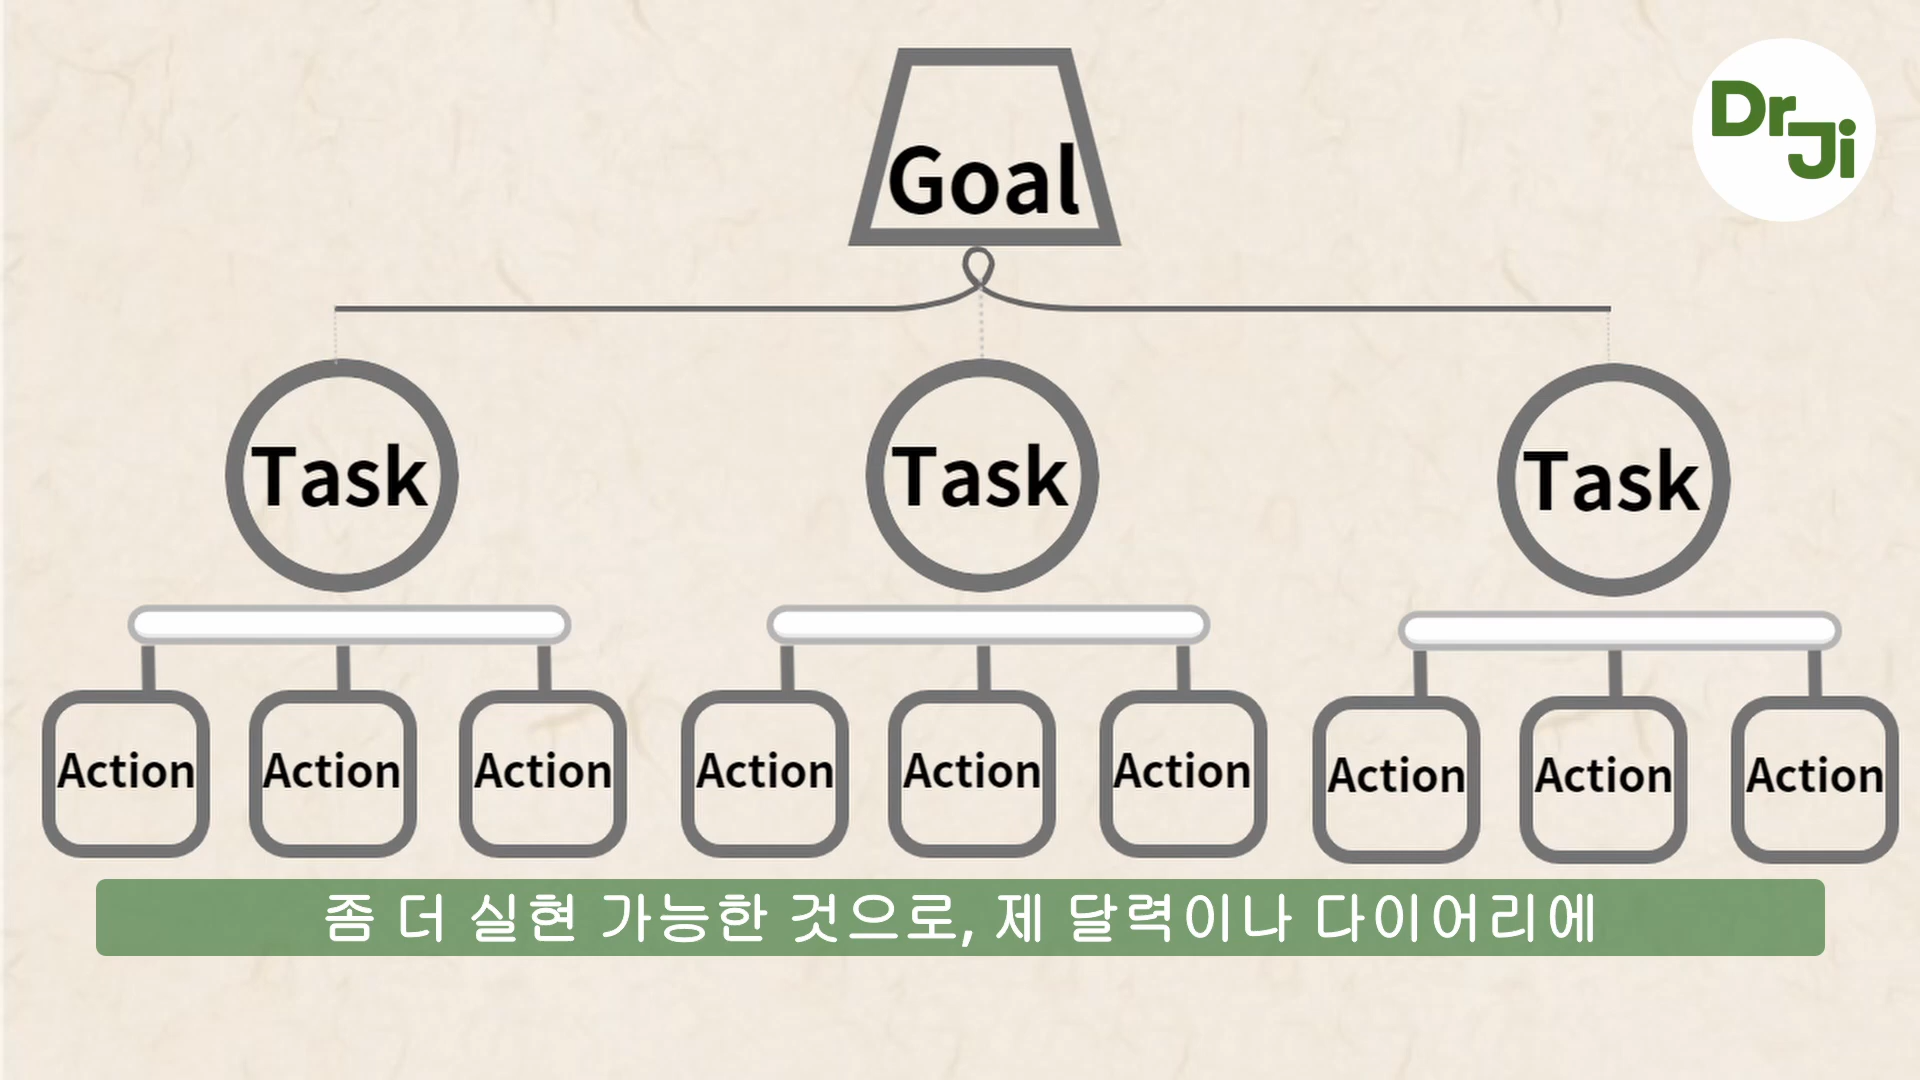 Goal
Dr
Ji
Task Task Task
Action Action Action Action Action Action Action Action Action
좀 더 실현 가능한 것으로, 제 달력이나 다이어리에